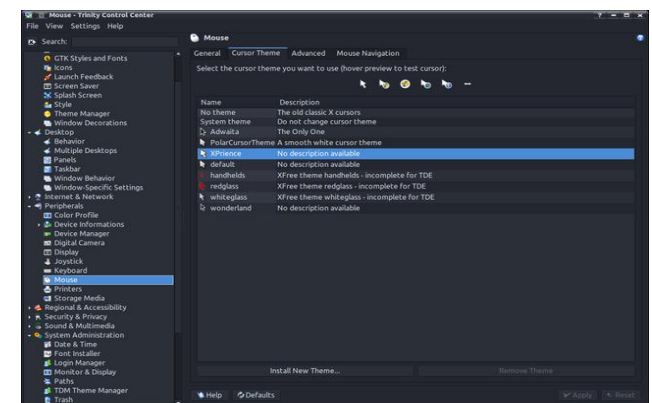 Mouse - Trinity Control Center
File View Settings Help
Search:
GTK Styles and Fonts
Icons
Launch Feedback
Screen Saver
Splash Screen
Style
Theme Manager
Window Decorations
Desktop
Behavior
Multiple Desktops
Panels
Taskbar
Window Behavior
Window-Specific Settings
Internet & Network
Peripherals
Color Profile
Device Informations
Device Manager
Digital Camera
Display
Joystick
Keyboard
Mouse
Printers
Storage Media
Regional & Accessibility
Security & Privacy
Sound & Multimedia
System Administration
Date & Time
Font Installer
Login Manager
Monitor & Display
Paths
TDM Theme Manager
Trash
Mouse
General Cursor Theme Advanced Mouse Navigation
Select the cursor theme you want to use (hover preview to test cursor):
Name Description
No theme The old classic X cursors
System theme Do not change cursor theme
Adwaita The Only One
PolarCursorTheme A smooth white cursor theme
XPrience No description available
default No description available
handhelds XFree theme handhelds - incomplete for TDE
redglass XFree theme redglass - incomplete for TDE
whiteglass XFree theme whiteglass - incomplete for TDE
wonderland No description available
Install New Theme... Remove Theme
Help Defaults Apply Reset